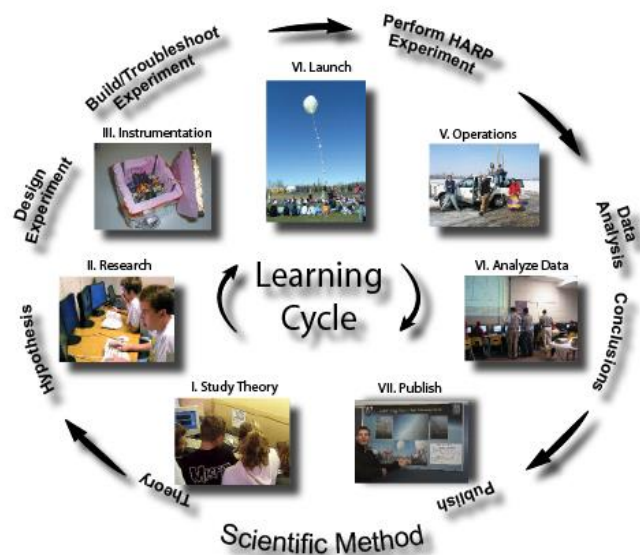 Build/Troubleshoot
Experiment
Perform HARP
Experiment
VI. Launch
III. Instrumentation
V. Operations
Design
Experiment
Data
Analysis
II. Research
Learning
Cycle
VI. Analyze Data
Hypothesis
Conclusions
I. Study Theory
VII. Publish
Theory
Publish
Scientific Method